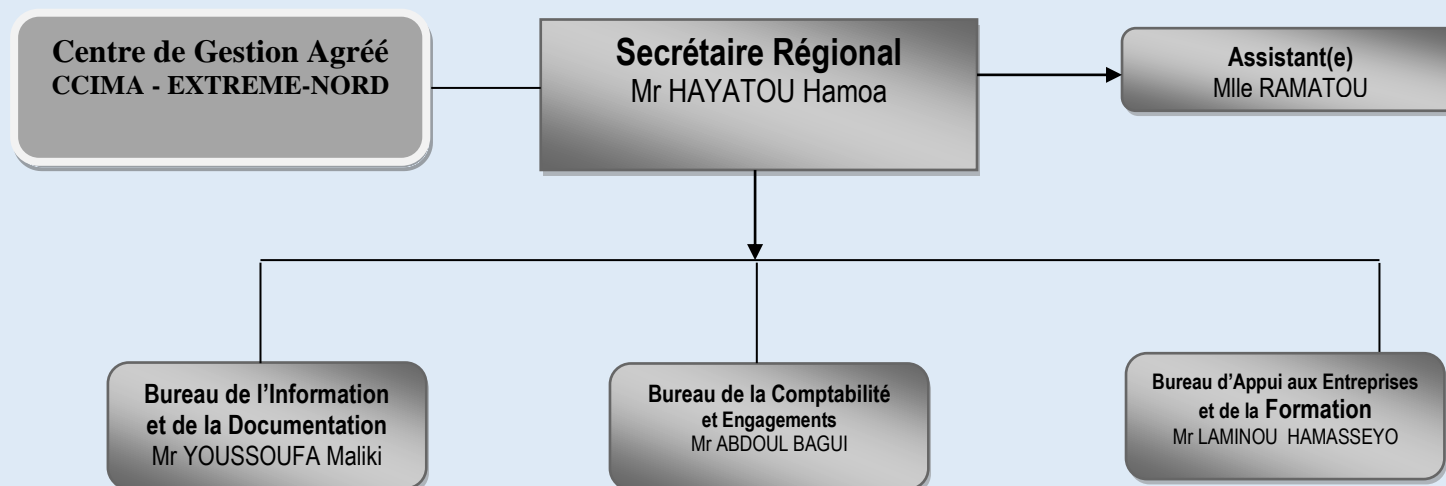 Centre de Gestion Agréé
CCIMA - EXTREME-NORD
Secrétaire Régional
Mr HAYATOU Hamoa
Assistant(e)
Mlle RAMATOU
Bureau de l’Information
et de la Documentation
Mr YOUSSOUFA Maliki
Bureau de la Comptabilité
et Engagements
Mr ABDOUL BAGUI
Bureau d’Appui aux Entreprises
et de la Formation
Mr LAMINOU HAMASSEYO